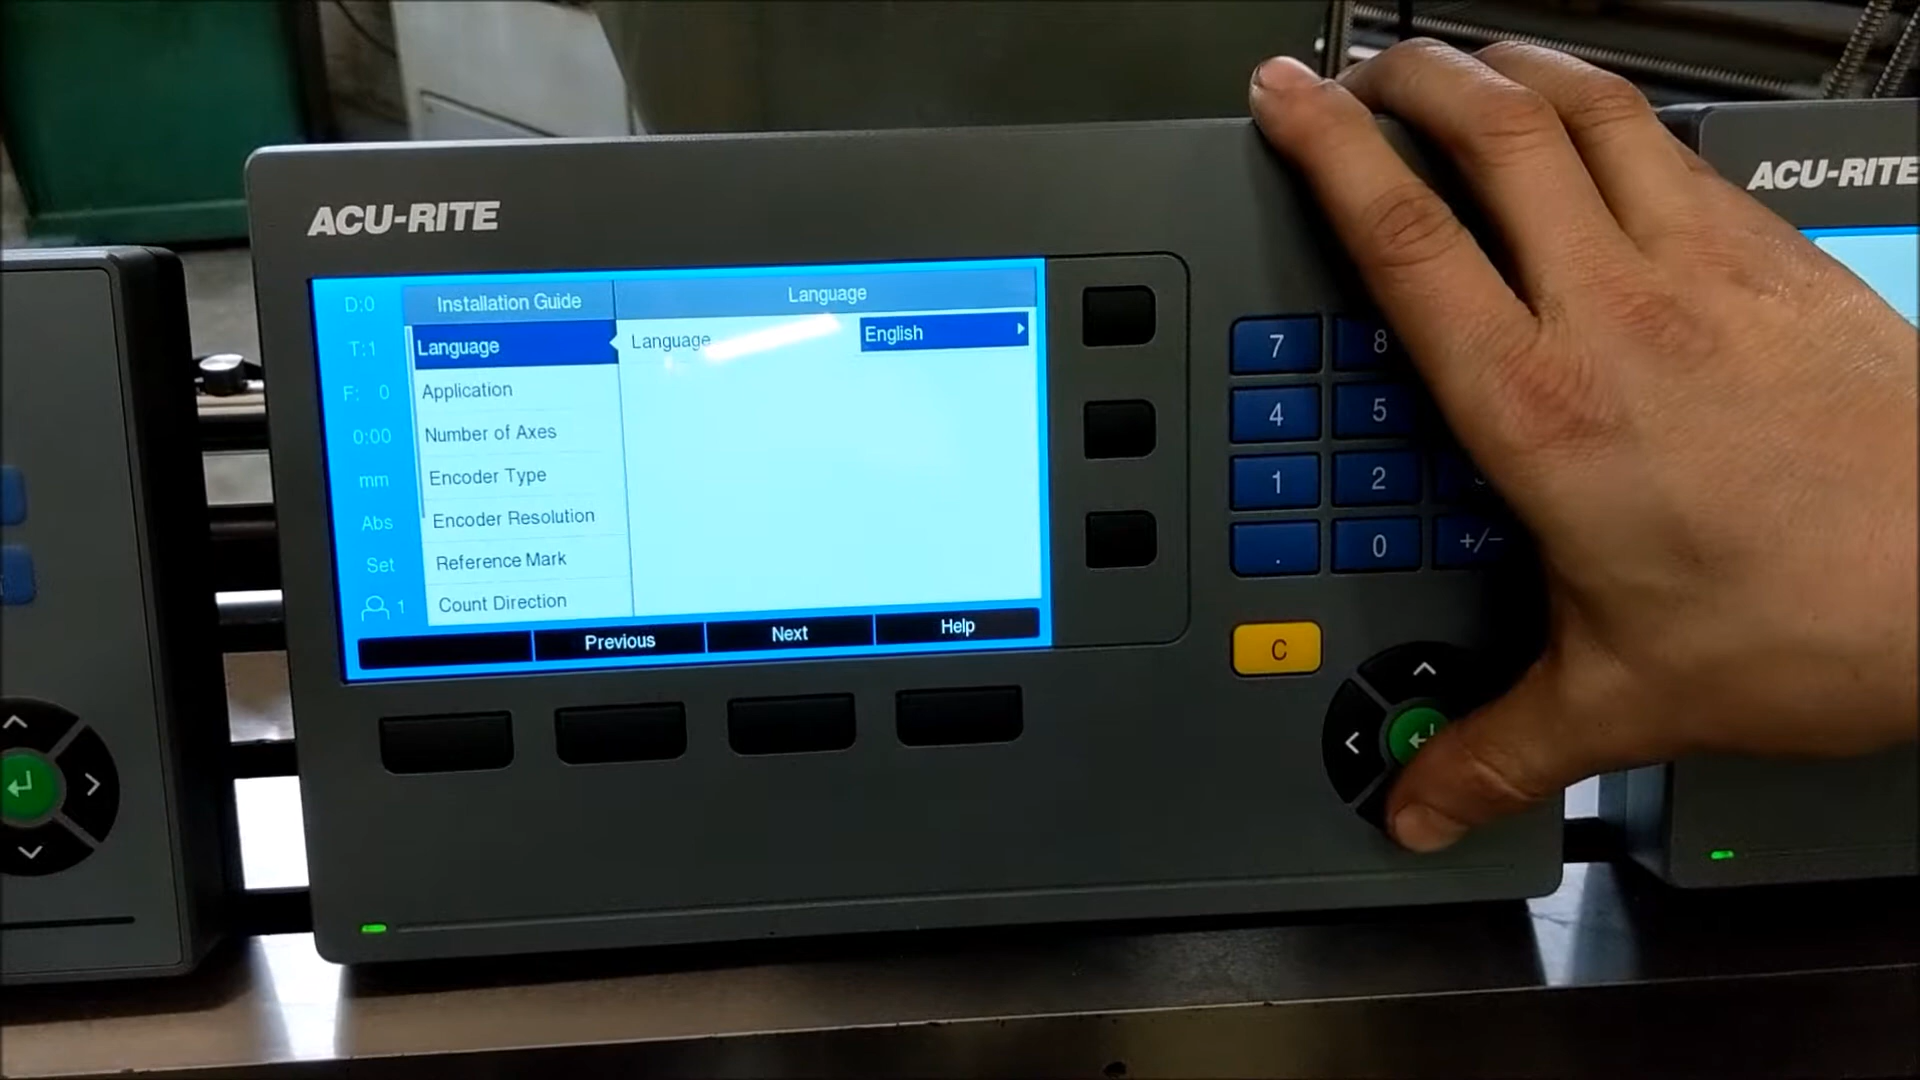 ACU-RITE
ACU-RITE
D:0
Installation Guide
Language
T:1
Language
Language
English
F: 0
Application
0:00
Number of Axes
mm
Encoder Type
Abs
Encoder Resolution
Set
Reference Mark
1
Count Direction
Previous
Next
Help
7
8
4
5
1
2
.
0
+/-
C